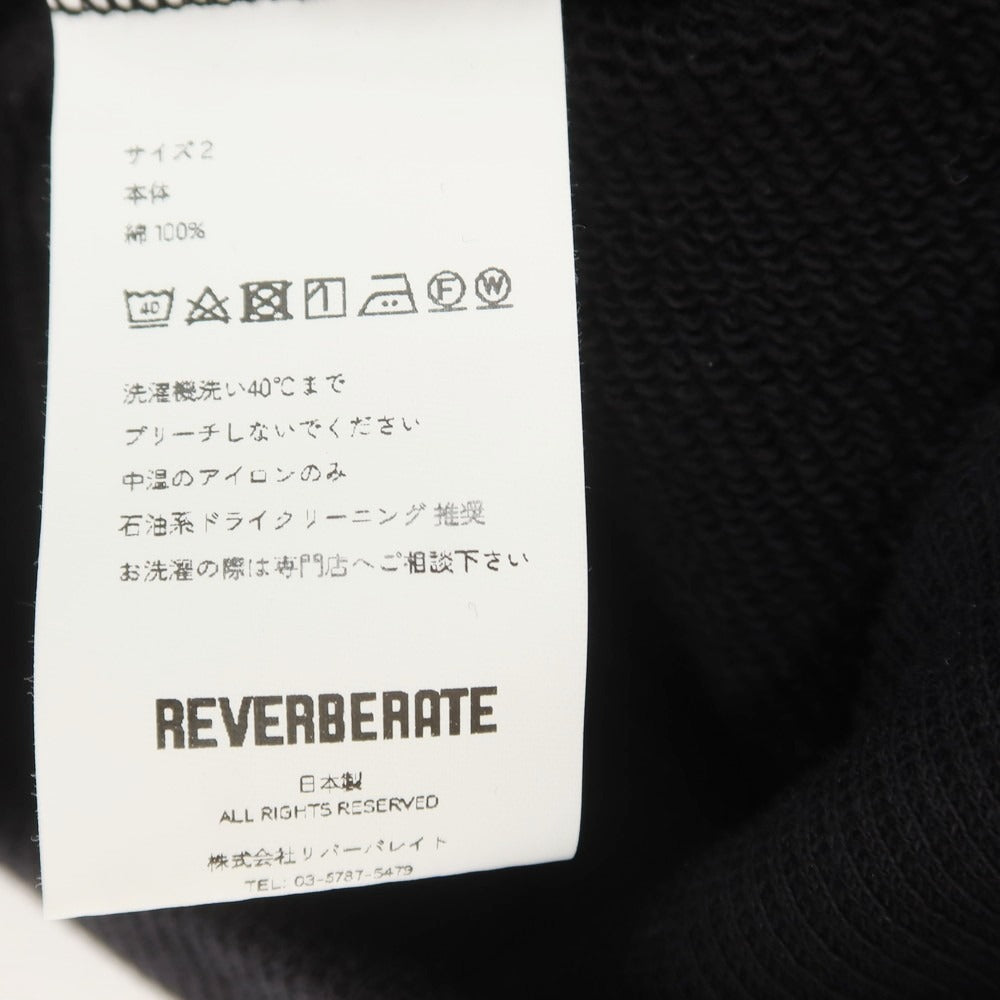 サイズ2
本体
綿100%
40 F W
洗濯機洗い40℃まで
ブリーチしないでください
中温のアイロンのみ
石油系ドライクリーニング推奨
お洗濯の際は専門店へご相談下さい
REVERBERATE
日本製
ALL RIGHTS RESERVED
株式会社リバーバレイト
TEL: 03-5787-5479